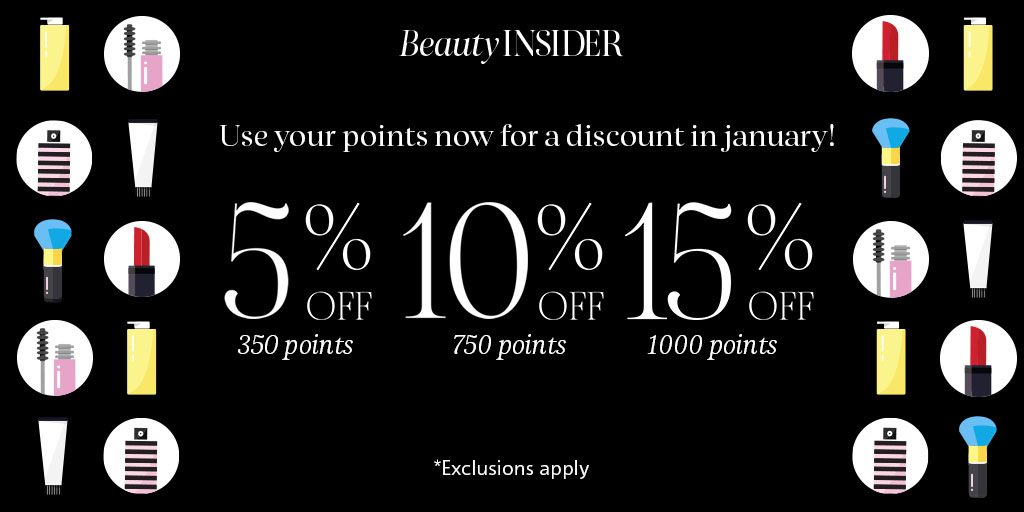 Beauty INSIDER
Use your points now for a discount in january!
5% OFF 10% OFF 15% OFF
350 points 750 points 1000 points
*Exclusions apply